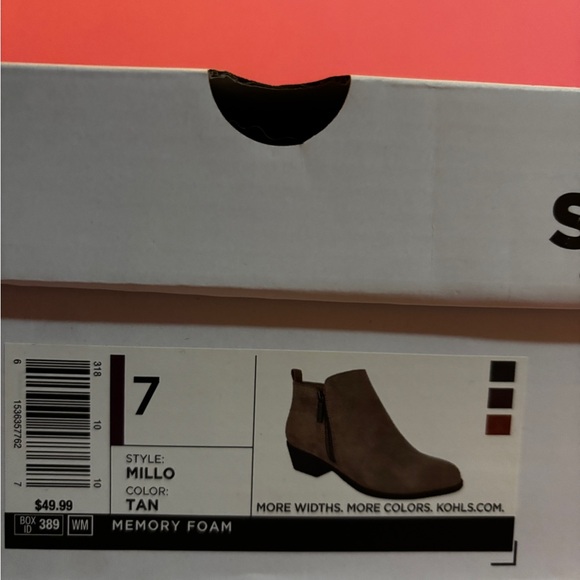 S
6
1536357762
7
318
10
10
$49.99
7
STYLE:
MILLO
COLOR:
TAN
MORE WIDTHS. MORE COLORS. KOHLS.COM.
BOX ID 389 WM
MEMORY FOAM